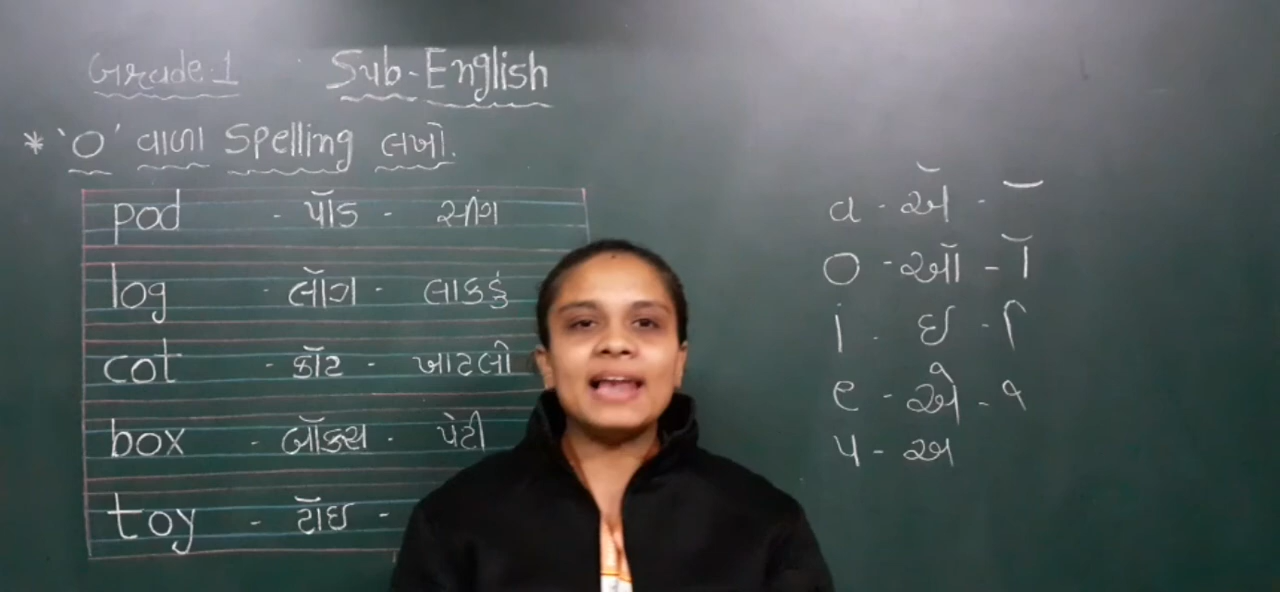 Grade:1 Sub-English
* 'O' વાળા Spelling લખો.
pod - પૉડ - સીંગ
log - લૉગ - લાકડું
cot - કૉટ - ખાટલો
box - બૉક્સ - પેટી
toy - ટૉઇ -
a - ઍ - ૅ
o - ઑ - ૉ
i - ઇ - િ
e - એ - ે
u - અ